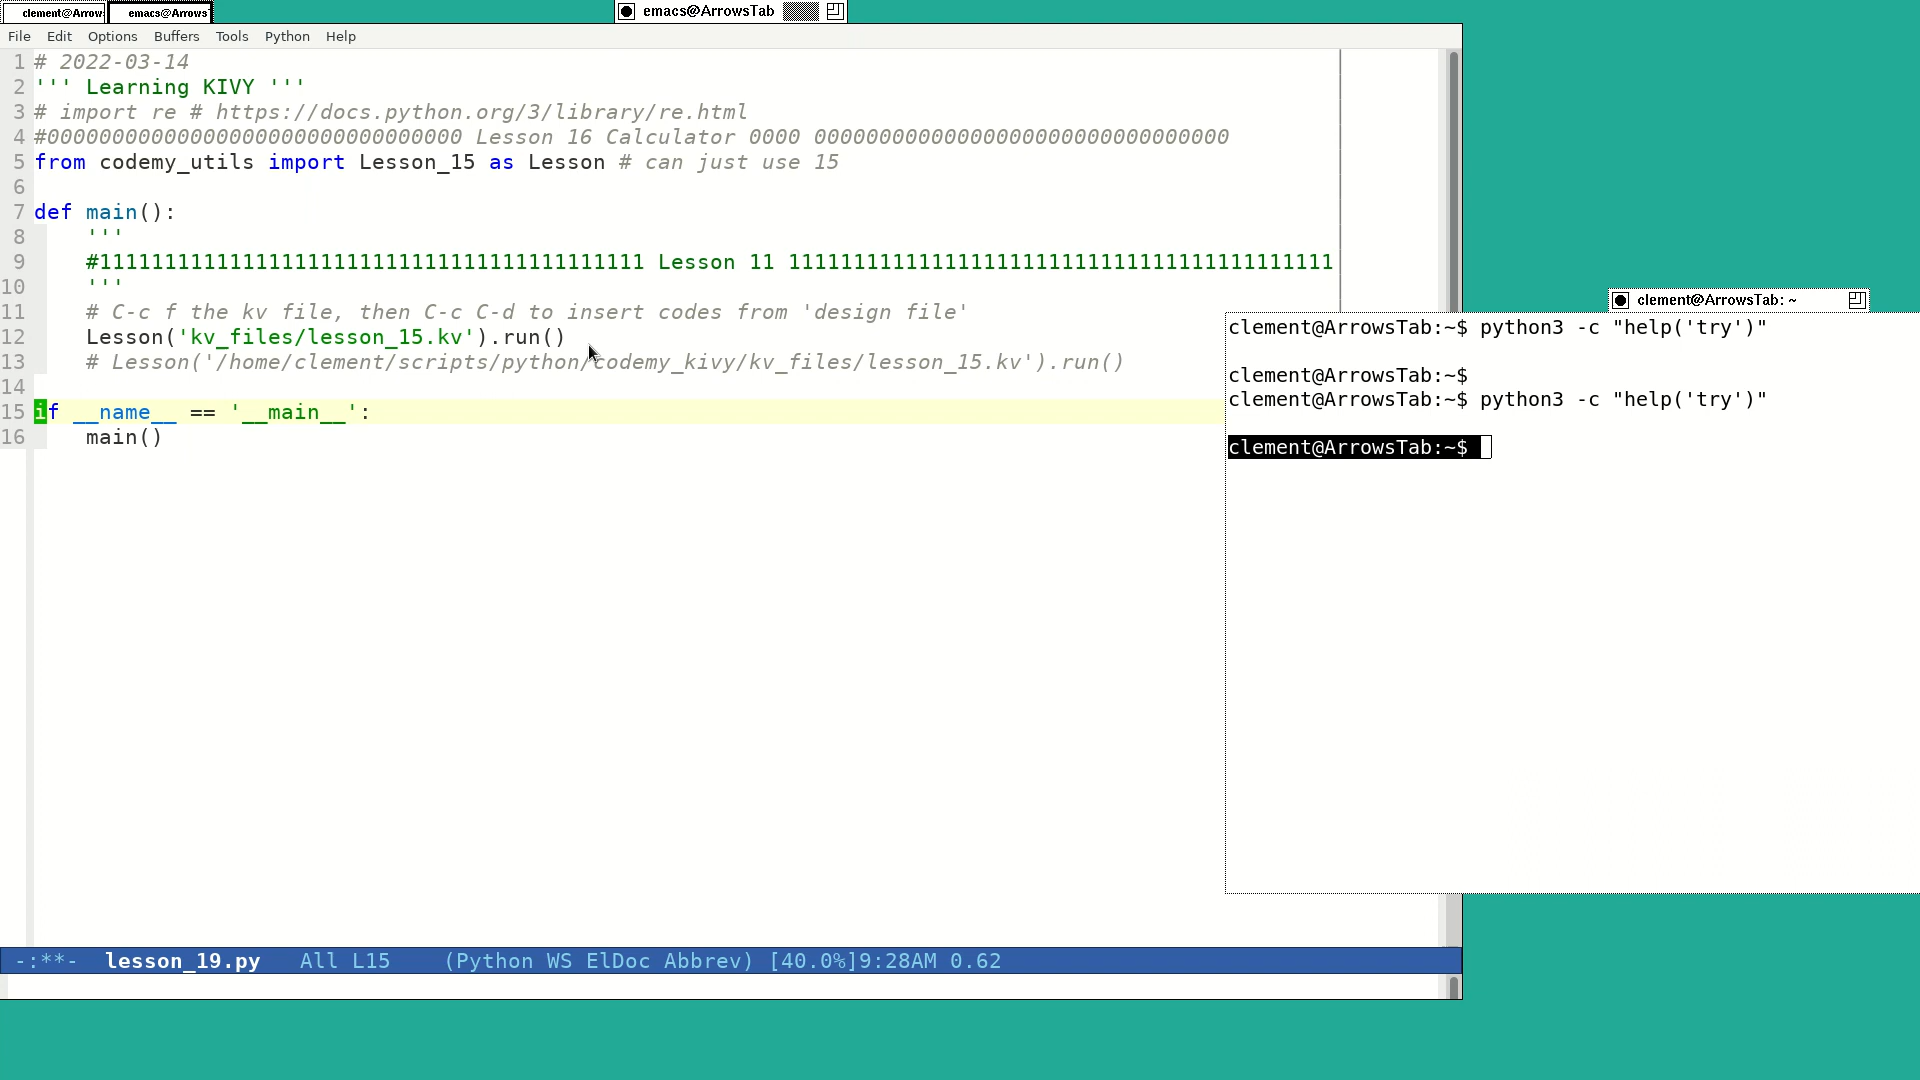 clement@Arrow
emacs@Arrows
emacs@ArrowsTab
File Edit Options Buffers Tools Python Help
1 # 2022-03-14
2 ''' Learning KIVY '''
3 # import re # https://docs.python.org/3/library/re.html
4 #00000000000000000000000000000000 Lesson 16 Calculator 0000 00000000000000000000000000000000
5 from codemy_utils import Lesson_15 as Lesson # can just use 15
6
7 def main():
8 '''
9 #111111111111111111111111111111111111111111 Lesson 11 111111111111111111111111111111111111111111
10 '''
11 # C-c f the kv file, then C-c C-d to insert codes from 'design file'
12 Lesson('kv_files/lesson_15.kv').run()
13 # Lesson('/home/clement/scripts/python/codemy_kivy/kv_files/lesson_15.kv').run()
14
15 if __name__ == '__main__':
16 main()
-:**- lesson_19.py All L15 (Python WS ElDoc Abbrev) [40.0%]9:28AM 0.62
clement@ArrowsTab: ~
clement@ArrowsTab:~$ python3 -c "help('try')"
clement@ArrowsTab:~$
clement@ArrowsTab:~$ python3 -c "help('try')"
clement@ArrowsTab:~$